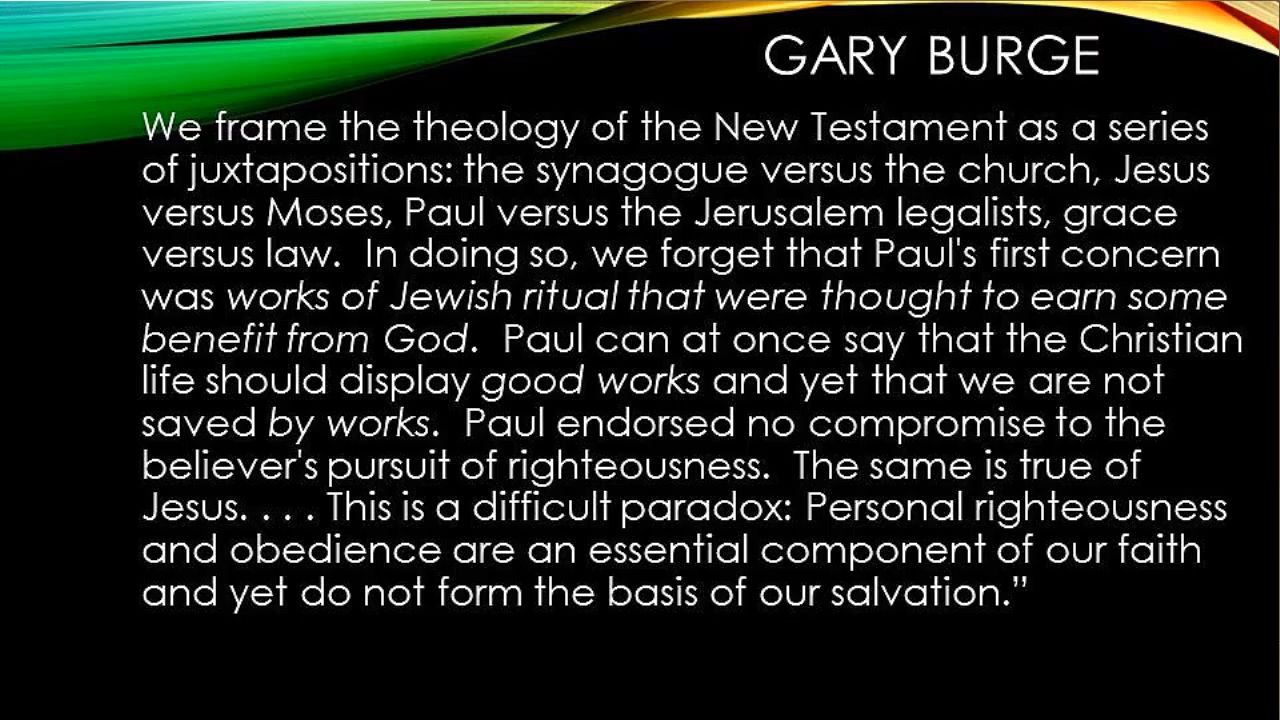 GARY BURGE
We frame the theology of the New Testament as a series
of juxtapositions: the synagogue versus the church, Jesus
versus Moses, Paul versus the Jerusalem legalists, grace
versus law.  In doing so, we forget that Paul's first concern
was works of Jewish ritual that were thought to earn some
benefit from God.  Paul can at once say that the Christian
life should display good works and yet that we are not
saved by works.  Paul endorsed no compromise to the
believer's pursuit of righteousness.  The same is true of
Jesus. . . . This is a difficult paradox: Personal righteousness
and obedience are an essential component of our faith
and yet do not form the basis of our salvation.”